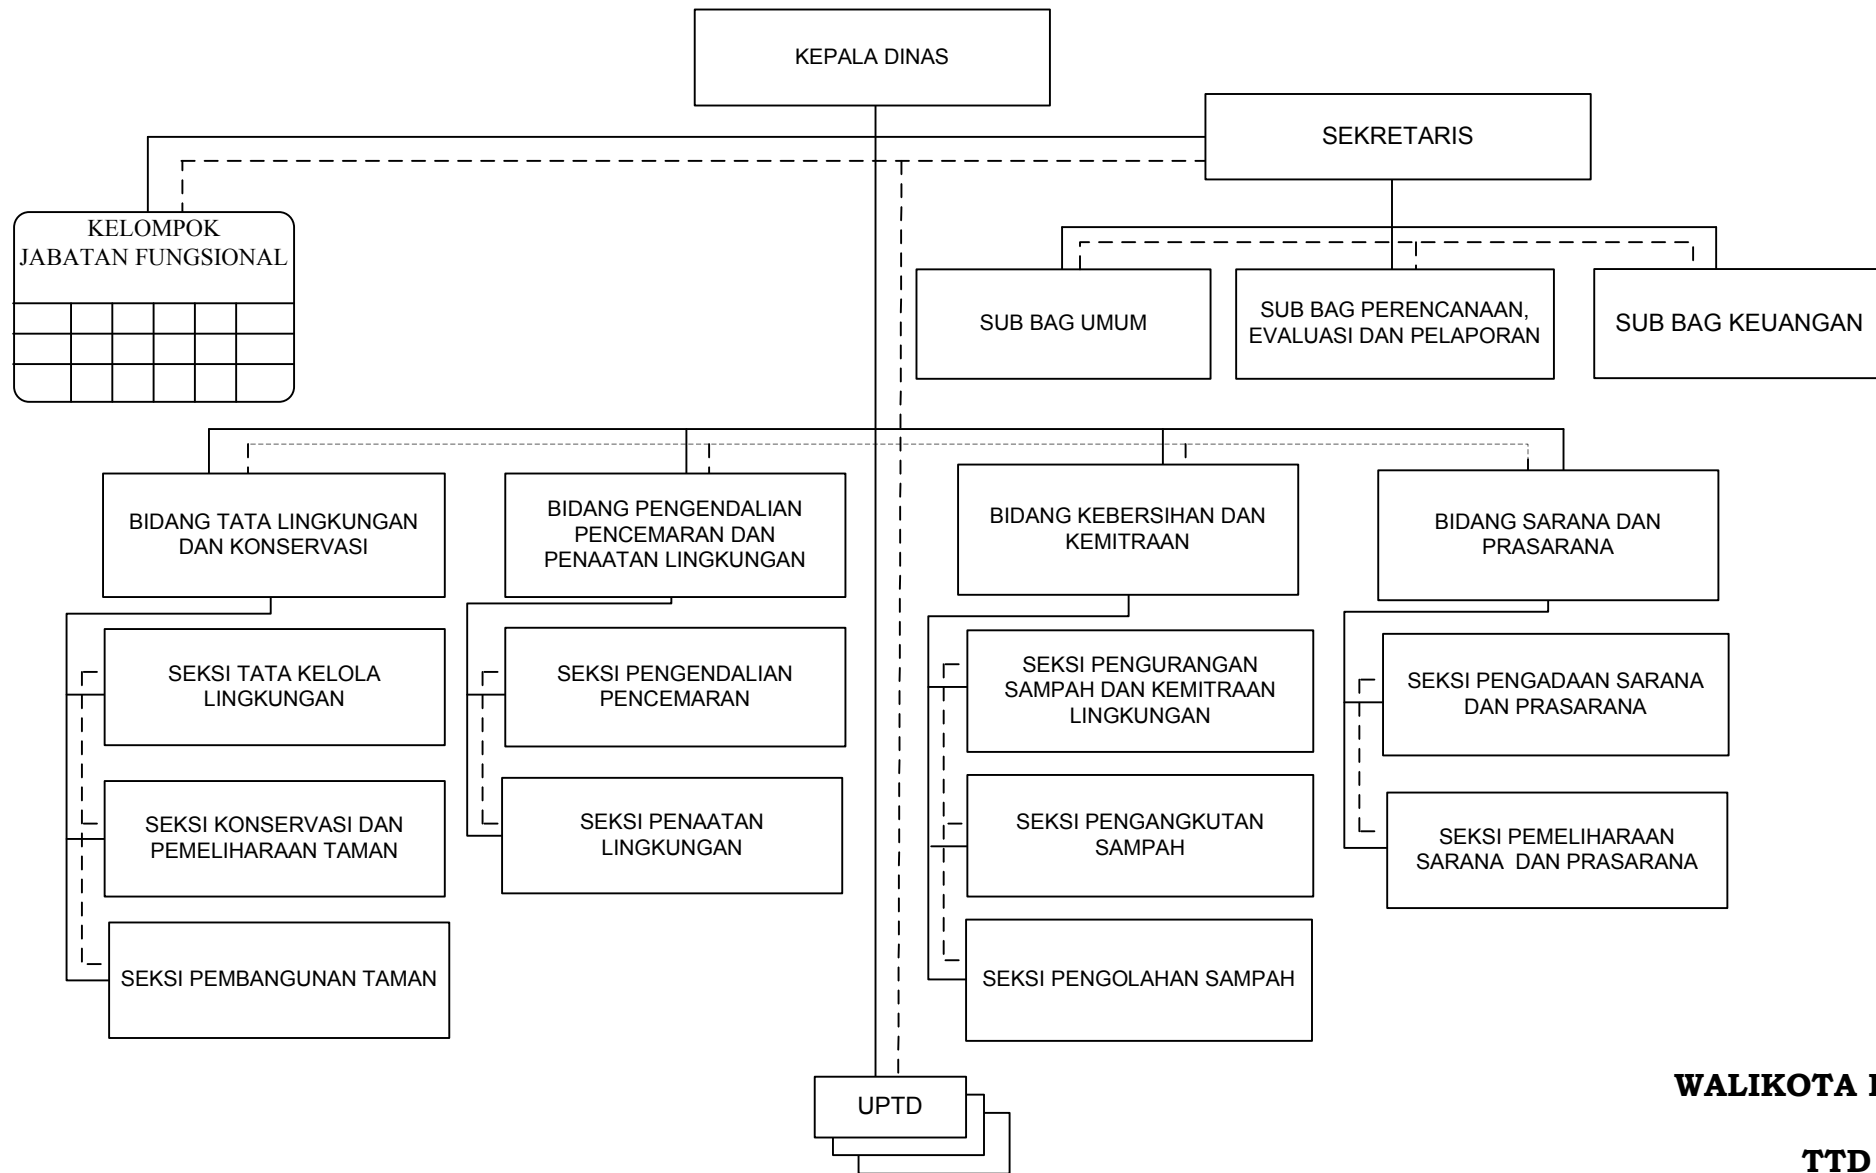 KEPALA DINAS
SEKRETARIS
KELOMPOK
JABATAN FUNGSIONAL
SUB BAG UMUM
SUB BAG PERENCANAAN,
EVALUASI DAN PELAPORAN
SUB BAG KEUANGAN
BIDANG TATA LINGKUNGAN
DAN KONSERVASI
BIDANG PENGENDALIAN
PENCEMARAN DAN
PENAATAN LINGKUNGAN
BIDANG KEBERSIHAN DAN
KEMITRAAN
BIDANG SARANA DAN
PRASARANA
SEKSI TATA KELOLA
LINGKUNGAN
SEKSI PENGENDALIAN
PENCEMARAN
SEKSI PENGURANGAN
SAMPAH DAN KEMITRAAN
LINGKUNGAN
SEKSI PENGADAAN SARANA
DAN PRASARANA
SEKSI KONSERVASI DAN
PEMELIHARAAN TAMAN
SEKSI PENAATAN
LINGKUNGAN
SEKSI PENGANGKUTAN
SAMPAH
SEKSI PEMELIHARAAN
SARANA  DAN PRASARANA
SEKSI PEMBANGUNAN TAMAN
SEKSI PENGOLAHAN SAMPAH
UPTD
WALIKOTA
TTD